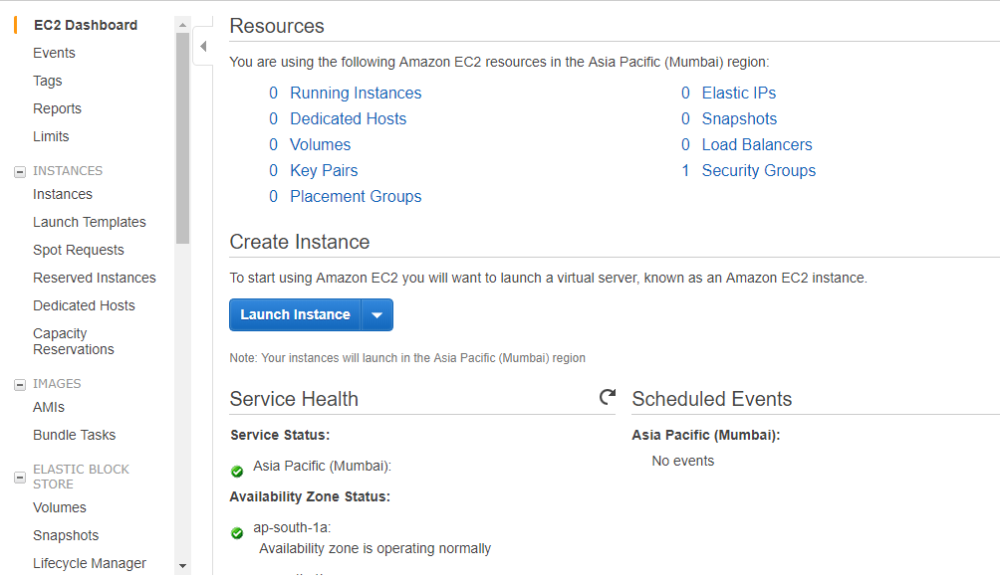 EC2 Dashboard
Events
Tags
Reports
Limits
INSTANCES
Instances
Launch Templates
Spot Requests
Reserved Instances
Dedicated Hosts
Capacity
Reservations
IMAGES
AMIs
Bundle Tasks
ELASTIC BLOCK
STORE
Volumes
Snapshots
Lifecycle Manager
Resources
You are using the following Amazon EC2 resources in the Asia Pacific (Mumbai) region:
0 Running Instances
0 Dedicated Hosts
0 Volumes
0 Key Pairs
0 Placement Groups
0 Elastic IPs
0 Snapshots
0 Load Balancers
1 Security Groups
Create Instance
To start using Amazon EC2 you will want to launch a virtual server, known as an Amazon EC2 instance.
Launch Instance
Note: Your instances will launch in the Asia Pacific (Mumbai) region
Service Health
Service Status:
Asia Pacific (Mumbai):
Availability Zone Status:
ap-south-1a:
Availability zone is operating normally
Scheduled Events
Asia Pacific (Mumbai):
No events